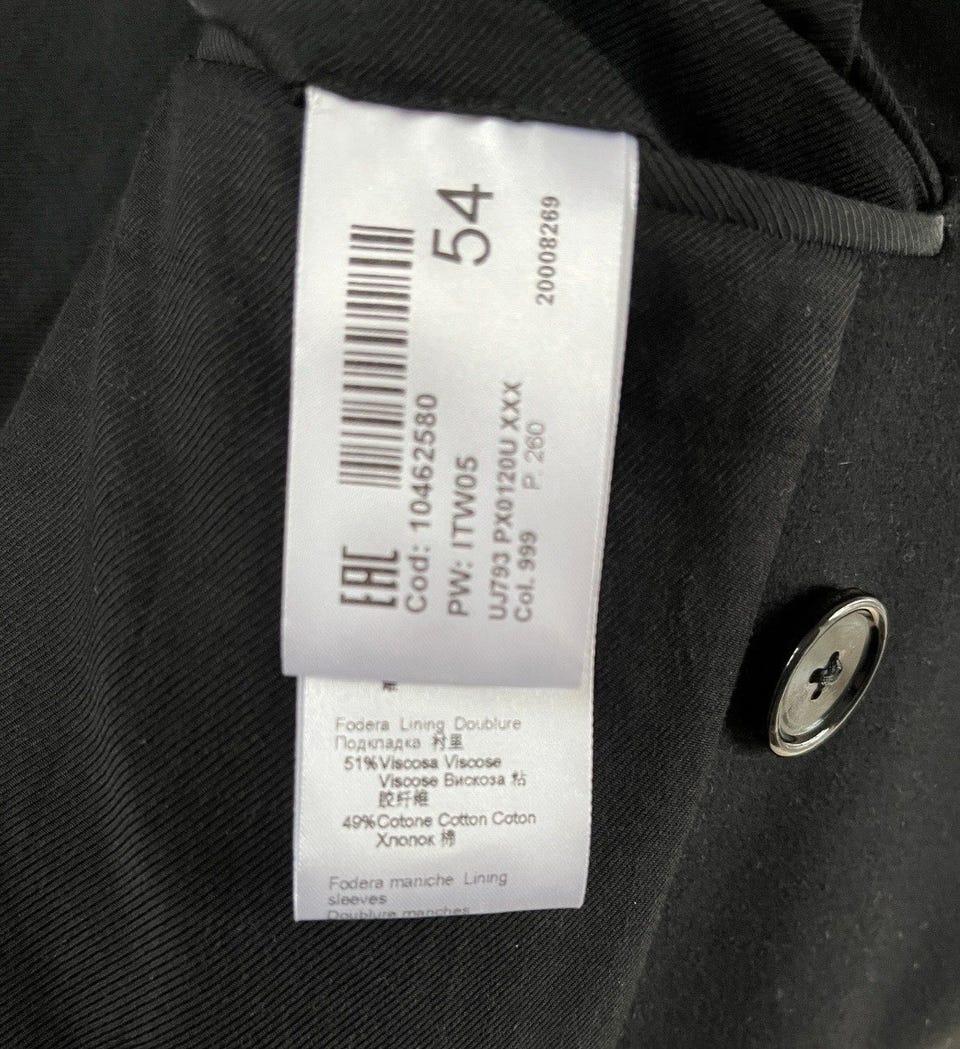 54
20008269
EAC
Cod: 10462580
PW: ITW05
UJ793 PX0120U XXX
Col. 999 P. 260
Fodera Lining Doublure
Подкладка 衬里
51%Viscosa Viscose
Viscose Вискоза 粘
胶纤维
49%Cotone Cotton Coton
Хлопок 棉
Fodera maniche Lining
sleeves
Doublure manches